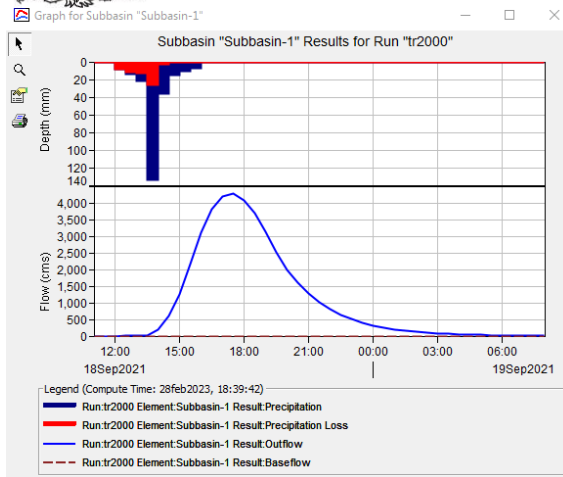 Graph for Subbasin "Subbasin-1"
Subbasin "Subbasin-1" Results for Run "tr2000"
Depth (mm)
0
20
40
60
80
100
120
140
Flow (cms)
4,000
3,500
3,000
2,500
2,000
1,500
1,000
500
0
12:00 15:00 18:00 21:00 00:00 03:00 06:00
18Sep2021 | 19Sep2021
Legend (Compute Time: 28feb2023, 18:39:42)
Run:tr2000 Element:Subbasin-1 Result:Precipitation
Run:tr2000 Element:Subbasin-1 Result:Precipitation Loss
Run:tr2000 Element:Subbasin-1 Result:Outflow
Run:tr2000 Element:Subbasin-1 Result:Baseflow